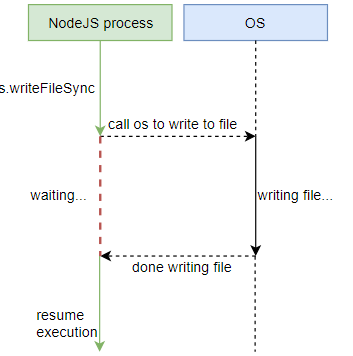 NodeJS process
OS
s.writeFileSync
call os to write to file
waiting...
writing file...
done writing file
resume
execution